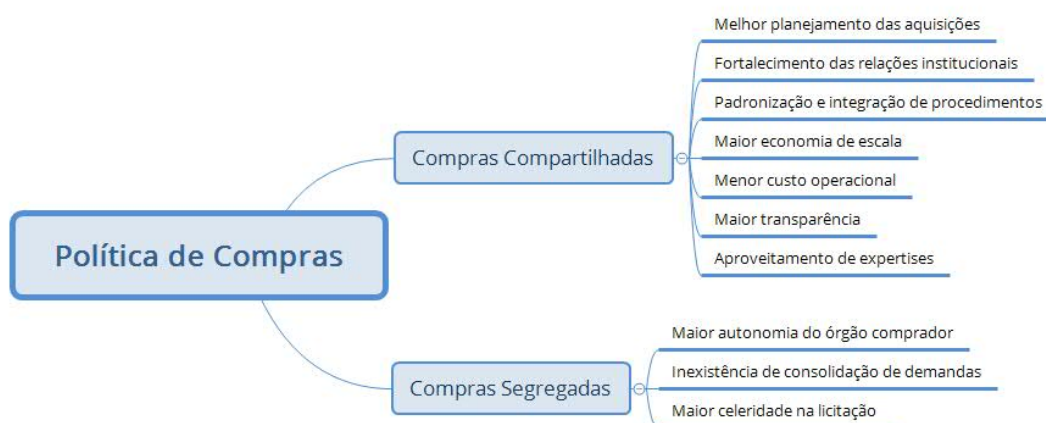 Política de Compras
Compras Compartilhadas
Melhor planejamento das aquisições
Fortalecimento das relações institucionais
Padronização e integração de procedimentos
Maior economia de escala
Menor custo operacional
Maior transparência
Aproveitamento de expertises
Compras Segregadas
Maior autonomia do órgão comprador
Inexistência de consolidação de demandas
Maior celeridade na licitação